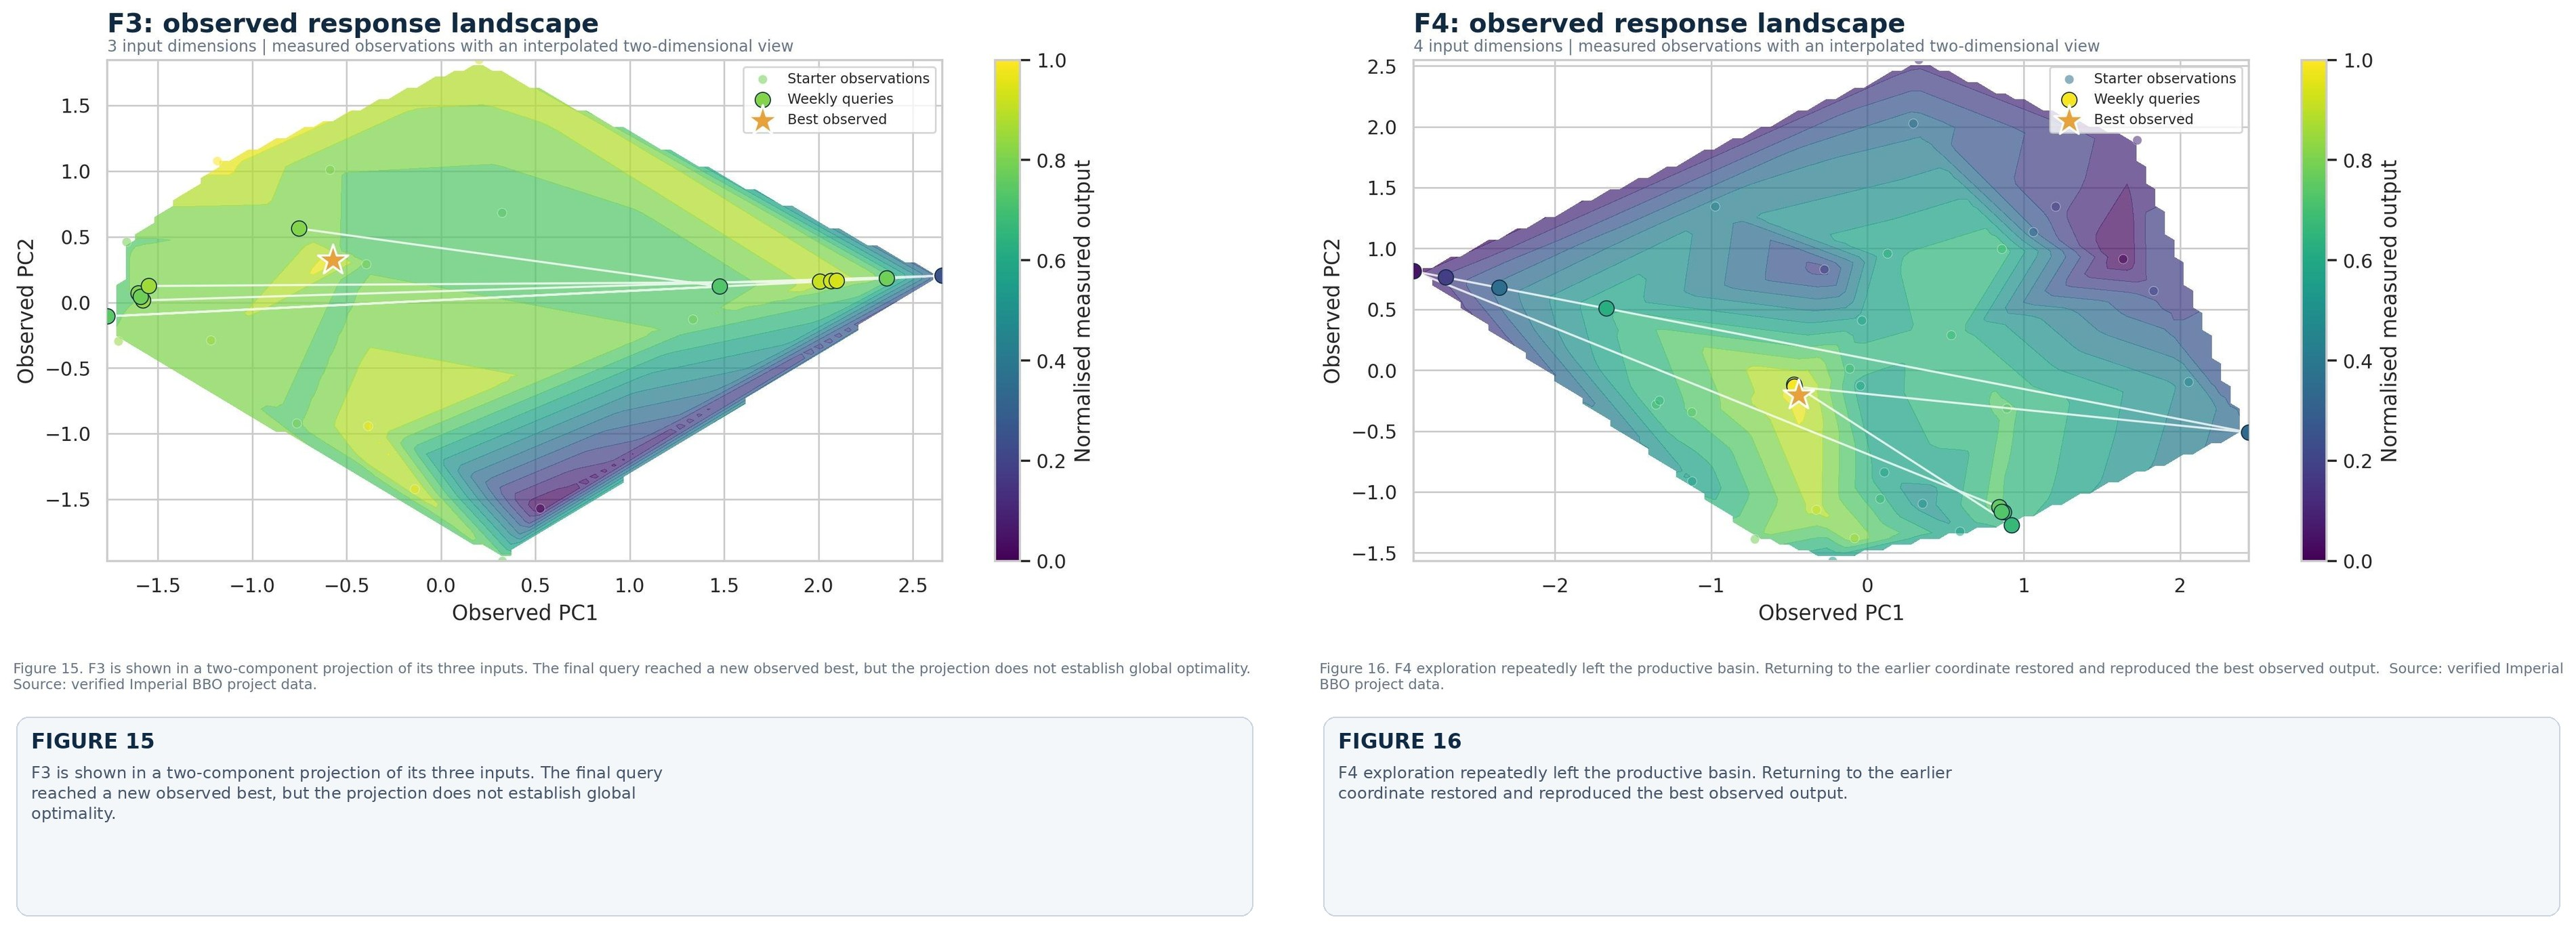 F3: observed response landscape
3 input dimensions | measured observations with an interpolated two-dimensional view
Starter observations
Weekly queries
Best observed
1.5
1.0
0.5
0.0
−0.5
−1.0
−1.5
Observed PC2
−1.5
−1.0
−0.5
0.0
0.5
1.0
1.5
2.0
2.5
Observed PC1
1.0
0.8
0.6
0.4
0.2
0.0
Normalised measured output
Figure 15. F3 is shown in a two-component projection of its three inputs. The final query reached a new observed best, but the projection does not establish global optimality.
Source: verified Imperial BBO project data.
FIGURE 15
F3 is shown in a two-component projection of its three inputs. The final query
reached a new observed best, but the projection does not establish global
optimality.
F4: observed response landscape
4 input dimensions | measured observations with an interpolated two-dimensional view
Starter observations
Weekly queries
Best observed
2.5
2.0
1.5
1.0
0.5
0.0
−0.5
−1.0
−1.5
Observed PC2
−2
−1
0
1
2
Observed PC1
1.0
0.8
0.6
0.4
0.2
0.0
Normalised measured output
Figure 16. F4 exploration repeatedly left the productive basin. Returning to the earlier coordinate restored and reproduced the best observed output.  Source: verified Imperial
BBO project data.
FIGURE 16
F4 exploration repeatedly left the productive basin. Returning to the earlier
coordinate restored and reproduced the best observed output.